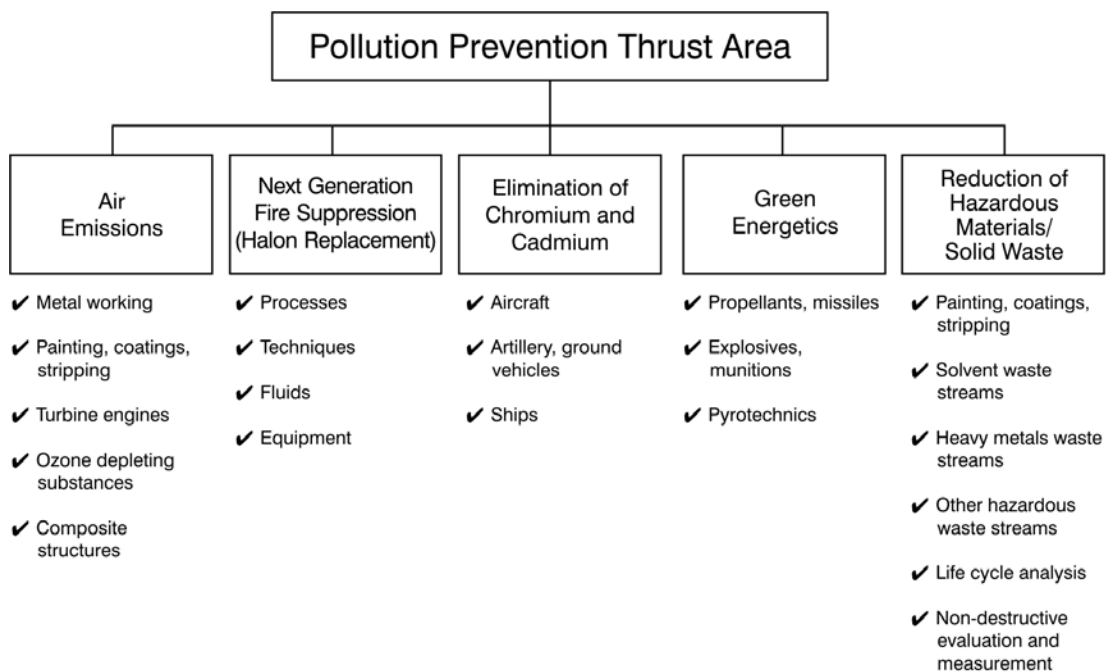 Pollution Prevention Thrust Area
Air
Emissions
✔ Metal working
✔ Painting, coatings,
stripping
✔ Turbine engines
✔ Ozone depleting
substances
✔ Composite
structures
Next Generation
Fire Suppression
(Halon Replacement)
✔ Processes
✔ Techniques
✔ Fluids
✔ Equipment
Elimination of
Chromium and
Cadmium
✔ Aircraft
✔ Artillery, ground
vehicles
✔ Ships
Green
Energetics
✔ Propellants, missiles
✔ Explosives,
munitions
✔ Pyrotechnics
Reduction of
Hazardous
Materials/
Solid Waste
✔ Painting, coatings,
stripping
✔ Solvent waste
streams
✔ Heavy metals waste
streams
✔ Other hazardous
waste streams
✔ Life cycle analysis
✔ Non-destructive
evaluation and
measurement